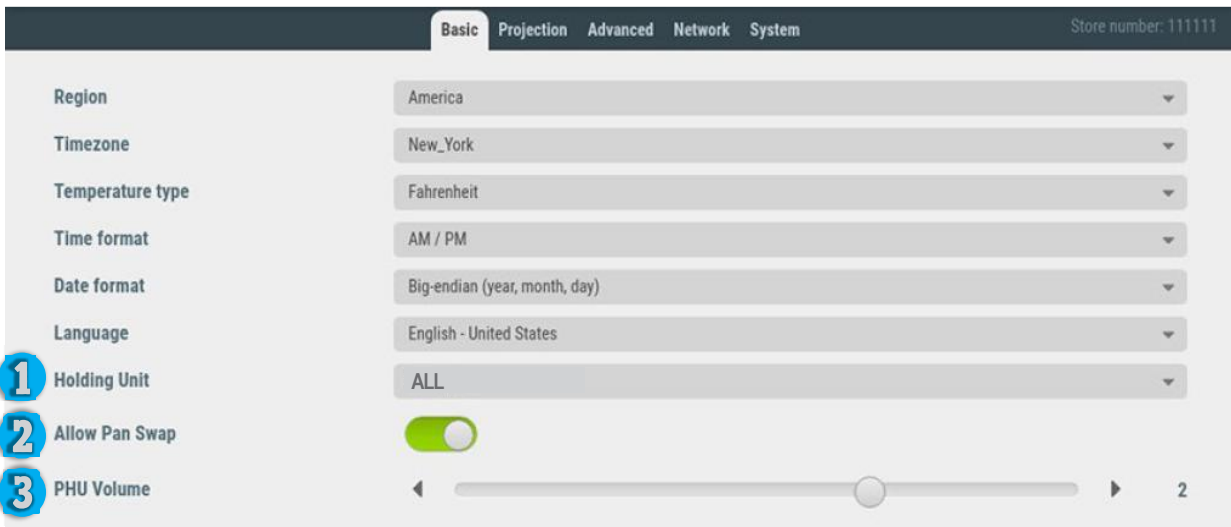 Basic Projection Advanced Network System Store number: 111111
Region America
Timezone New_York
Temperature type Fahrenheit
Time format AM / PM
Date format Big-endian (year, month, day)
Language English - United States
1 Holding Unit ALL
2 Allow Pan Swap
3 PHU Volume 2